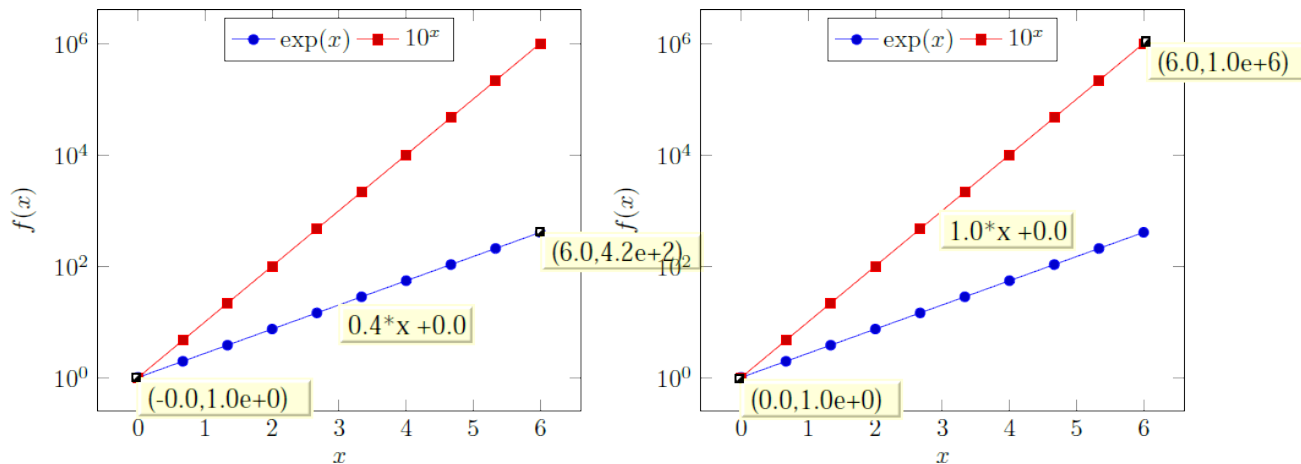 exp(x) 10^x
10^6
10^4
f(x)
10^2
(6.0,4.2e+2)
0.4*x +0.0
10^0
(-0.0,1.0e+0)
0 1 2 3 4 5 6
x
exp(x) 10^x
10^6
(6.0,1.0e+6)
10^4
f(x)
1.0*x +0.0
10^2
10^0
(0.0,1.0e+0)
0 1 2 3 4 5 6
x